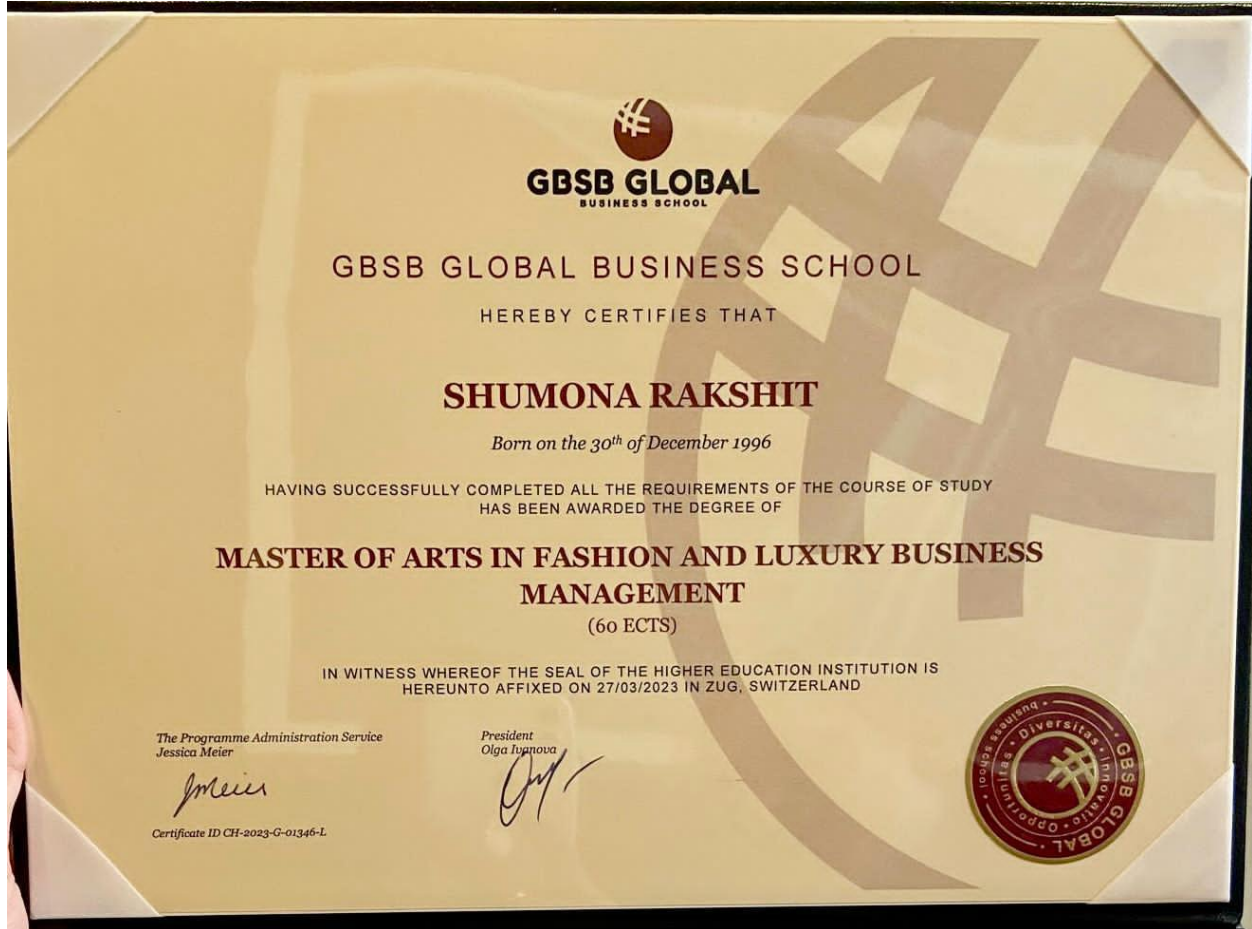 GBSB GLOBAL
BUSINESS SCHOOL
GBSB GLOBAL BUSINESS SCHOOL
HEREBY CERTIFIES THAT
SHUMONA RAKSHIT
Born on the 30th of December 1996
HAVING SUCCESSFULLY COMPLETED ALL THE REQUIREMENTS OF THE COURSE OF STUDY
HAS BEEN AWARDED THE DEGREE OF
MASTER OF ARTS IN FASHION AND LUXURY BUSINESS
MANAGEMENT
(60 ECTS)
IN WITNESS WHEREOF THE SEAL OF THE HIGHER EDUCATION INSTITUTION IS
HEREUNTO AFFIXED ON 27/03/2023 IN ZUG, SWITZERLAND
The Programme Administration Service
Jessica Meier
JMeier
Certificate ID CH-2023-G-01346-L
President
Olga Ivanova
GBSB GLOBAL · business school ·
Diversitas · Innovatio · Opportunitas ·